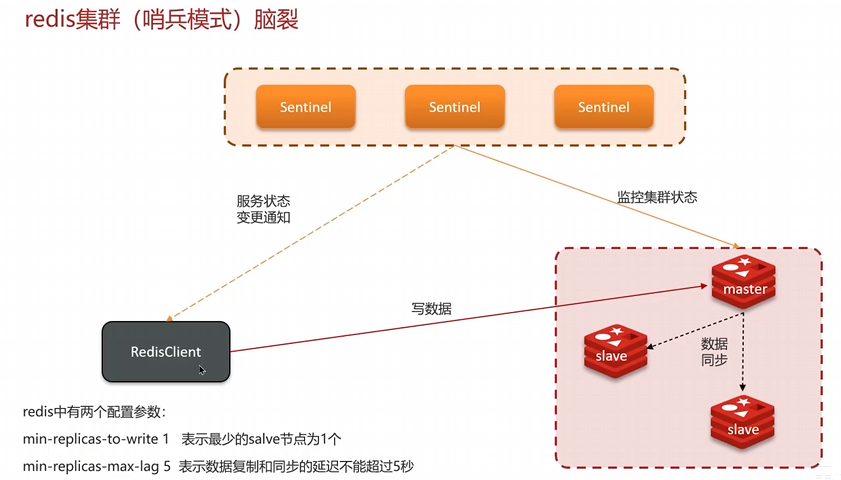 redis集群（哨兵模式）脑裂
Sentinel
Sentinel
Sentinel
服务状态
变更通知
监控集群状态
master
写数据
RedisClient
slave
数据
同步
slave
redis中有两个配置参数：
min-replicas-to-write 1 表示最少的salve节点为1个
min-replicas-max-lag 5 表示数据复制和同步的延迟不能超过5秒